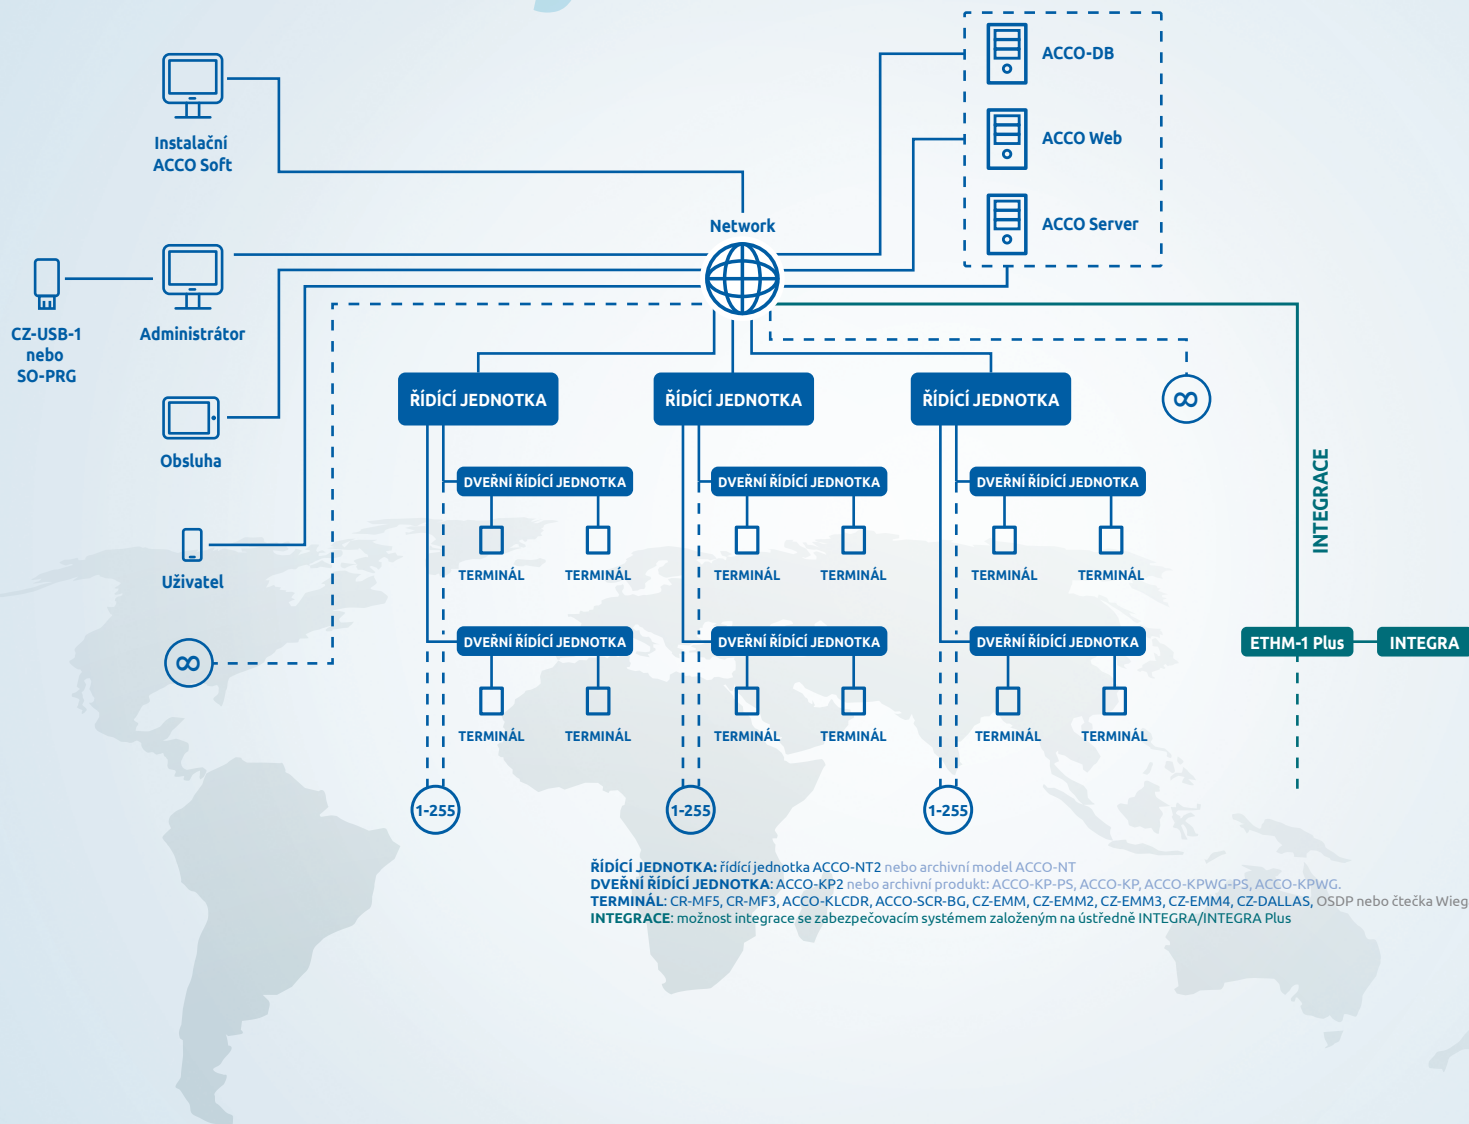 ACCO-DB
Instalační
ACCO Soft
ACCO Web
ACCO Server
Network
CZ-USB-1
nebo
SO-PRG
Administrátor
ŘÍDÍCÍ JEDNOTKA
ŘÍDÍCÍ JEDNOTKA
ŘÍDÍCÍ JEDNOTKA
∞
Obsluha
INTEGRACE
DVEŘNÍ ŘÍDÍCÍ JEDNOTKA
DVEŘNÍ ŘÍDÍCÍ JEDNOTKA
DVEŘNÍ ŘÍDÍCÍ JEDNOTKA
TERMINÁL
TERMINÁL
TERMINÁL
TERMINÁL
TERMINÁL
TERMINÁL
Uživatel
∞
DVEŘNÍ ŘÍDÍCÍ JEDNOTKA
DVEŘNÍ ŘÍDÍCÍ JEDNOTKA
DVEŘNÍ ŘÍDÍCÍ JEDNOTKA
ETHM-1 Plus
INTEGRA
TERMINÁL
TERMINÁL
TERMINÁL
TERMINÁL
TERMINÁL
TERMINÁL
1-255
1-255
1-255
ŘÍDÍCÍ JEDNOTKA: řídící jednotka ACCO-NT2 nebo archivní model ACCO-NT
DVEŘNÍ ŘÍDÍCÍ JEDNOTKA: ACCO-KP2 nebo archivní produkt: ACCO-KP-PS, ACCO-KP, ACCO-KPWG-PS, ACCO-KPWG.
TERMINÁL: CR-MF5, CR-MF3, ACCO-KLCDR, ACCO-SCR-BG, CZ-EMM, CZ-EMM2, CZ-EMM3, CZ-EMM4, CZ-DALLAS, OSDP nebo čtečka Wieg
INTEGRACE: možnost integrace se zabezpečovacím systémem založeným na ústředně INTEGRA/INTEGRA Plus